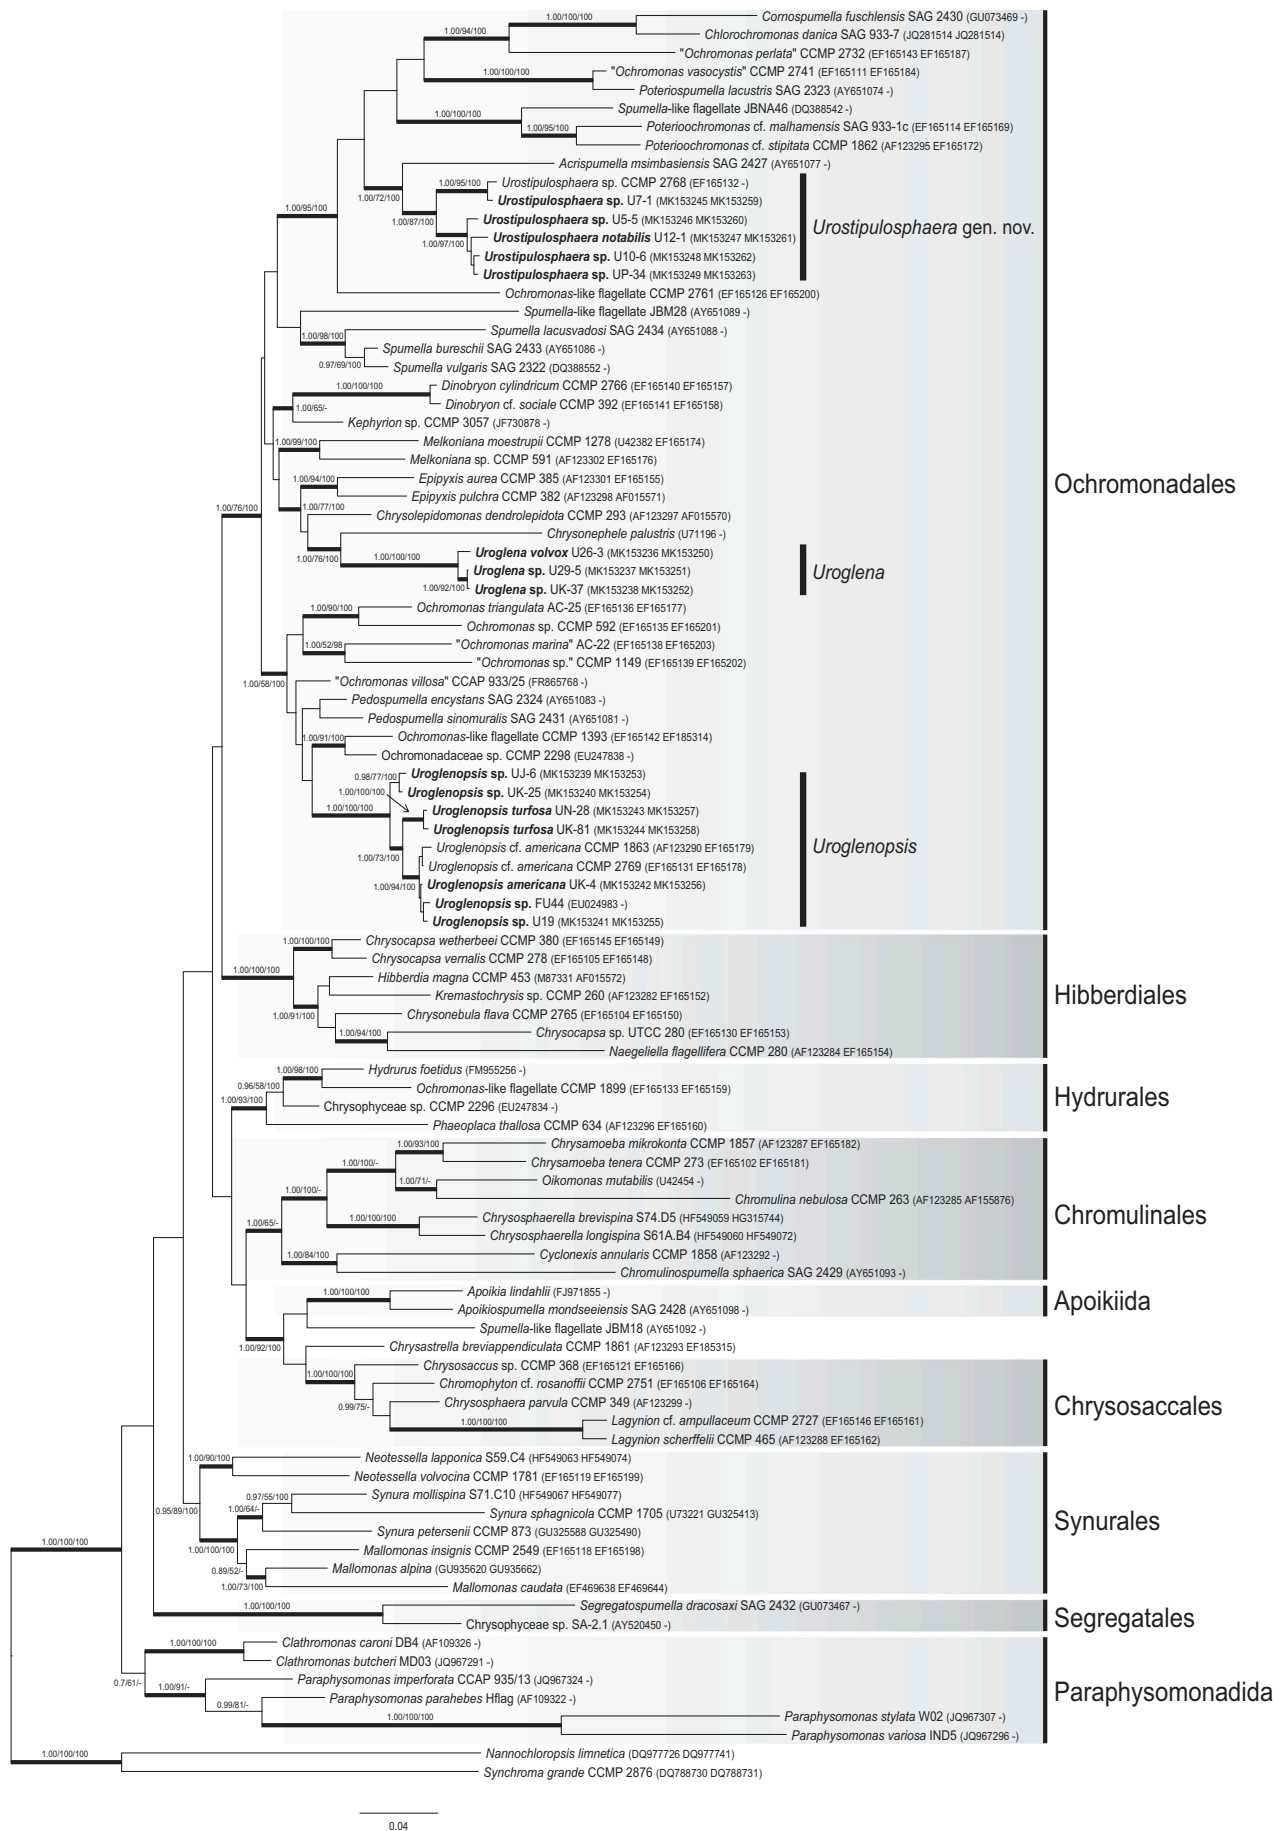 1.00/100/100
Cornospumella fuschlensis SAG 2430 (GU073469 -)
Chlorochromonas danica SAG 933-7 (JQ281514 JQ281514)
1.00/94/100
"Ochromonas perlata" CCMP 2732 (EF165143 EF165187)
1.00/100/100
"Ochromonas vasocystis" CCMP 2741 (EF165111 EF165184)
Poteriospumella lacustris SAG 2323 (AY651074 -)
1.00/100/100
Spumella-like flagellate JBNA46 (DQ388542 -)
1.00/95/100
Poterioochromonas cf. malhamensis SAG 933-1c (EF165114 EF165169)
Poterioochromonas cf. stipitata CCMP 1862 (AF123295 EF165172)
Acrispumella msimbasiensis SAG 2427 (AY651077 -)
1.00/72/100
1.00/95/100
Urostipulosphaera sp. CCMP 2768 (EF165132 -)
Urostipulosphaera sp. U7-1 (MK153245 MK153259)
1.00/95/100
1.00/87/100
Urostipulosphaera sp. U5-5 (MK153246 MK153260)
Urostipulosphaera gen. nov.
Urostipulosphaera notabilis U12-1 (MK153247 MK153261)
1.00/97/100
Urostipulosphaera sp. U10-6 (MK153248 MK153262)
Urostipulosphaera sp. UP-34 (MK153249 MK153263)
Ochromonas-like flagellate CCMP 2761 (EF165126 EF165200)
Spumella-like flagellate JBM28 (AY651089 -)
1.00/98/100
Spumella lacusvadosi SAG 2434 (AY651088 -)
Spumella bureschii SAG 2433 (AY651086 -)
0.97/69/100
Spumella vulgaris SAG 2322 (DQ388552 -)
1.00/100/100
Dinobryon cylindricum CCMP 2766 (EF165140 EF165157)
Dinobryon cf. sociale CCMP 392 (EF165141 EF165158)
1.00/65/-
Kephyrion sp. CCMP 3057 (JF730878 -)
1.00/99/100
Melkoniana moestrupii CCMP 1278 (U42382 EF165174)
Melkoniana sp. CCMP 591 (AF123302 EF165176)
1.00/94/100
Epipyxis aurea CCMP 385 (AF123301 EF165155)
Ochromonadales
Epipyxis pulchra CCMP 382 (AF123298 AF015571)
1.00/77/100
1.00/76/100
Chrysolepidomonas dendrolepidota CCMP 293 (AF123297 AF015570)
Chrysonephele palustris (U71196 -)
1.00/76/100
1.00/100/100
Uroglena volvox U26-3 (MK153236 MK153250)
Uroglena sp. U29-5 (MK153237 MK153251)
Uroglena
1.00/92/100
Uroglena sp. UK-37 (MK153238 MK153252)
1.00/90/100
Ochromonas triangulata AC-25 (EF165136 EF165177)
Ochromonas sp. CCMP 592 (EF165135 EF165201)
1.00/52/98
"Ochromonas marina" AC-22 (EF165138 EF165203)
"Ochromonas sp." CCMP 1149 (EF165139 EF165202)
1.00/58/100
"Ochromonas villosa" CCAP 933/25 (FR865768 -)
Pedospumella encystans SAG 2324 (AY651083 -)
Pedospumella sinomuralis SAG 2431 (AY651081 -)
1.00/91/100
Ochromonas-like flagellate CCMP 1393 (EF165142 EF185314)
Ochromonadaceae sp. CCMP 2298 (EU247838 -)
0.98/77/100
Uroglenopsis sp. UJ-6 (MK153239 MK153253)
1.00/100/100
Uroglenopsis sp. UK-25 (MK153240 MK153254)
1.00/100/100
Uroglenopsis turfosa UN-28 (MK153243 MK153257)
Uroglenopsis turfosa UK-81 (MK153244 MK153258)
Uroglenopsis
Uroglenopsis cf. americana CCMP 1863 (AF123290 EF165179)
1.00/73/100
Uroglenopsis cf. americana CCMP 2769 (EF165131 EF165178)
1.00/94/100
Uroglenopsis americana UK-4 (MK153242 MK153256)
Uroglenopsis sp. FU44 (EU024983 -)
Uroglenopsis sp. U19 (MK153241 MK153255)
1.00/100/100
Chrysocapsa wetherbeei CCMP 380 (EF165145 EF165149)
Chrysocapsa vernalis CCMP 278 (EF165105 EF165148)
1.00/100/100
Hibberdia magna CCMP 453 (M87331 AF015572)
Kremastochrysis sp. CCMP 260 (AF123282 EF165152)
Hibberdiales
1.00/91/100
Chrysonebula flava CCMP 2765 (EF165104 EF165150)
1.00/94/100
Chrysocapsa sp. UTCC 280 (EF165130 EF165153)
Naegeliella flagellifera CCMP 280 (AF123284 EF165154)
1.00/98/100
Hydrurus foetidus (FM955256 -)
0.96/58/100
Ochromonas-like flagellate CCMP 1899 (EF165133 EF165159)
Hydrurales
1.00/93/100
Chrysophyceae sp. CCMP 2296 (EU247834 -)
Phaeoplaca thallosa CCMP 634 (AF123296 EF165160)
1.00/93/100
Chrysamoeba mikrokonta CCMP 1857 (AF123287 EF165182)
1.00/100/-
Chrysamoeba tenera CCMP 273 (EF165102 EF165181)
1.00/71/-
Oikomonas mutabilis (U42454 -)
1.00/100/-
Chromulina nebulosa CCMP 263 (AF123285 AF155876)
1.00/100/100
Chrysosphaerella brevispina S74.D5 (HF549059 HG315744)
Chromulinales
1.00/65/-
Chrysosphaerella longispina S61A.B4 (HF549060 HF549072)
1.00/84/100
Cyclonexis annularis CCMP 1858 (AF123292 -)
Chromulinospumella sphaerica SAG 2429 (AY651093 -)
1.00/100/100
Apoikia lindahlii (FJ971855 -)
Apoikiida
Apoikiospumella mondseeiensis SAG 2428 (AY651098 -)
Spumella-like flagellate JBM18 (AY651092 -)
1.00/92/100
Chrysastrella breviappendiculata CCMP 1861 (AF123293 EF185315)
1.00/100/100
Chrysosaccus sp. CCMP 368 (EF165121 EF165166)
Chromophyton cf. rosanoffii CCMP 2751 (EF165106 EF165164)
0.99/75/-
Chrysosphaera parvula CCMP 349 (AF123299 -)
Chrysosaccales
1.00/100/100
Lagynion cf. ampullaceum CCMP 2727 (EF165146 EF165161)
Lagynion scherffelii CCMP 465 (AF123288 EF165162)
1.00/90/100
Neotessella lapponica S59.C4 (HF549063 HF549074)
Neotessella volvocina CCMP 1781 (EF165119 EF165199)
0.97/55/100
Synura mollispina S71.C10 (HF549067 HF549077)
0.95/89/100
1.00/64/-
Synura sphagnicola CCMP 1705 (U73221 GU325413)
Synurales
Synura petersenii CCMP 873 (GU325588 GU325490)
1.00/100/100
1.00/100/100
Mallomonas insignis CCMP 2549 (EF165118 EF165198)
0.89/52/-
Mallomonas alpina (GU935620 GU935662)
1.00/73/100
Mallomonas caudata (EF469638 EF469644)
1.00/100/100
Segregatospumella dracosaxi SAG 2432 (GU073467 -)
Segregatales
Chrysophyceae sp. SA-2.1 (AY520450 -)
1.00/100/100
Clathromonas caroni DB4 (AF109326 -)
Clathromonas butcheri MD03 (JQ967291 -)
0.7/61/-
1.00/91/-
Paraphysomonas imperforata CCAP 935/13 (JQ967324 -)
Paraphysomonadida
0.99/81/-
Paraphysomonas parahebes Hflag (AF109322 -)
1.00/100/100
Paraphysomonas stylata W02 (JQ967307 -)
Paraphysomonas variosa IND5 (JQ967296 -)
1.00/100/100
Nannochloropsis limnetica (DQ977726 DQ977741)
Synchroma grande CCMP 2876 (DQ788730 DQ788731)
0.04